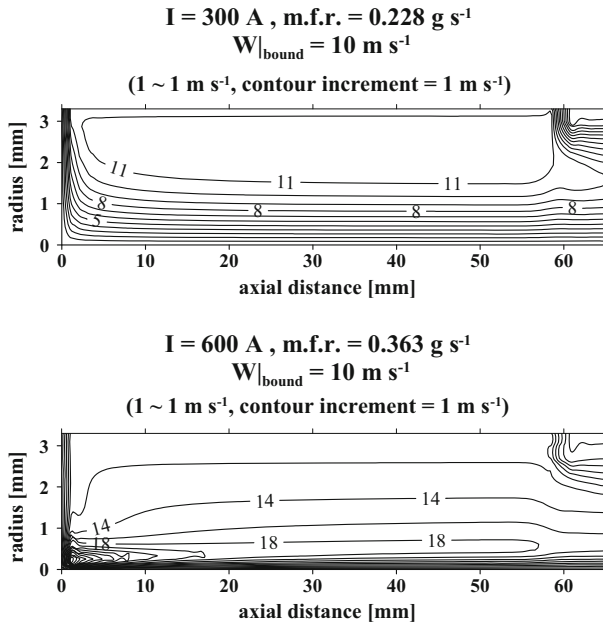 I = 300 A , m.f.r. = 0.228 g s⁻¹
W|bound = 10 m s⁻¹
(1 ~ 1 m s⁻¹, contour increment = 1 m s⁻¹)
3
2
1
0
radius [mm]
11
11
11
8
8
8
8
5
0 10 20 30 40 50 60
axial distance [mm]
I = 600 A , m.f.r. = 0.363 g s⁻¹
W|bound = 10 m s⁻¹
(1 ~ 1 m s⁻¹, contour increment = 1 m s⁻¹)
3
2
1
0
radius [mm]
14
14
14
18
18
18
0 10 20 30 40 50 60
axial distance [mm]